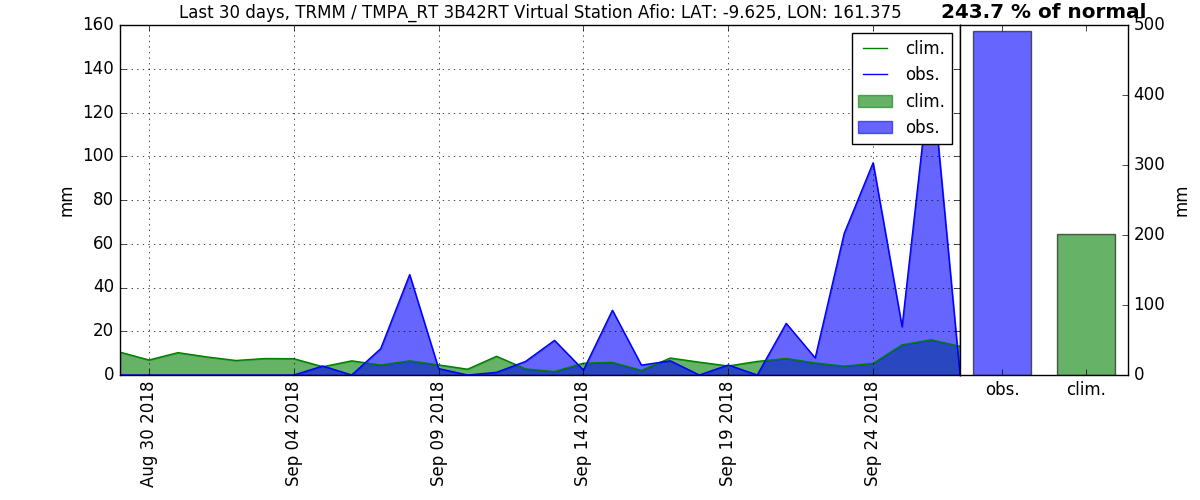 Last 30 days, TRMM / TMPA_RT 3B42RT Virtual Station Afio: LAT: -9.625, LON: 161.375
243.7 % of normal
160
140
120
100
80
60
40
20
0
mm
clim.
obs.
clim.
obs.
Aug 30 2018
Sep 04 2018
Sep 09 2018
Sep 14 2018
Sep 19 2018
Sep 24 2018
500
400
300
200
100
0
mm
obs.
clim.